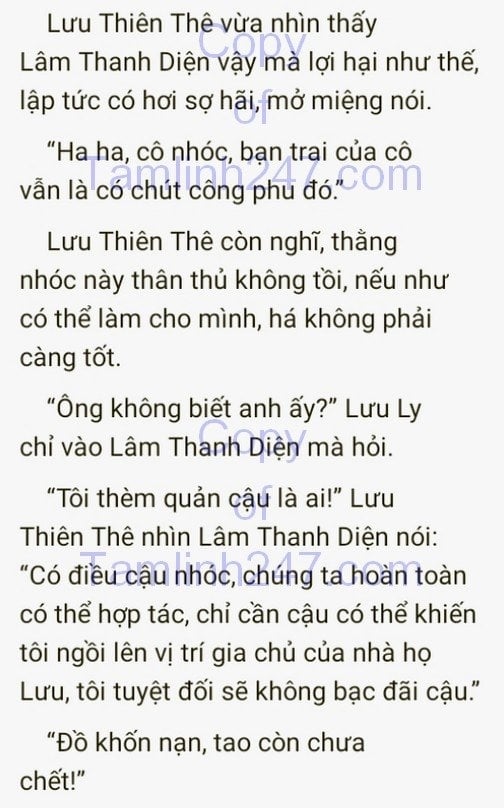 Lưu Thiên Thê vừa nhìn thấy
Lâm Thanh Diện vậy mà lợi hại như thế,
lập tức có hơi sợ hãi, mở miệng nói.
“Ha ha, cô nhóc, bạn trai của cô
vẫn là có chút công phu đó.”
Lưu Thiên Thê còn nghĩ, thằng
nhóc này thân thủ không tồi, nếu như
có thể làm cho mình, há không phải
càng tốt.
“Ông không biết anh ấy?” Lưu Ly
chỉ vào Lâm Thanh Diện mà hỏi.
“Tôi thèm quản cậu là ai!” Lưu
Thiên Thê nhìn Lâm Thanh Diện nói:
“Có điều cậu nhóc, chúng ta hoàn toàn
có thể hợp tác, chỉ cần cậu có thể khiến
tôi ngồi lên vị trí gia chủ của nhà họ
Lưu, tôi tuyệt đối sẽ không bạc đãi cậu.”
“Đồ khốn nạn, tao còn chưa
chết!”
Copy
of
Tamlinh247.com
Copy
of
Tamlinh247.com